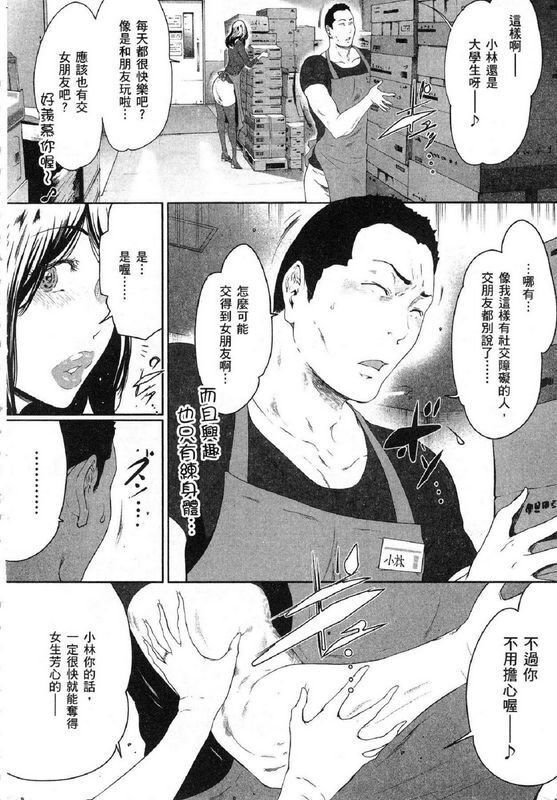 這樣啊──
小林還是
大學生呀──♪
每天都很快樂吧?
像是和朋友玩啦…
應該也有交
女朋友吧?
好羨慕你喔~♪
哪有…
像我這樣有社交障礙的人,
交朋友都別說了……
怎麼可能
交得到女朋友啊…
而且興趣
也只有練身體…
小林
是…
是喔…
ズン…
………
不過你
不用擔心喔──♪
小林你的話,
一定很快就能奪得
女生芳心的──